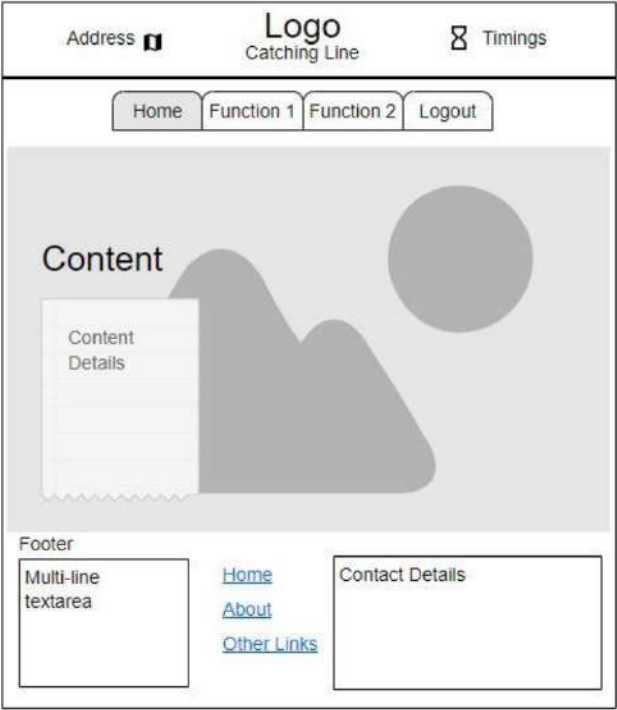 Address
Logo
Catching Line
Timings
Home
Function 1
Function 2
Logout
Content
Content
Details
Footer
Multi-line
textarea
Home
About
Other Links
Contact Details